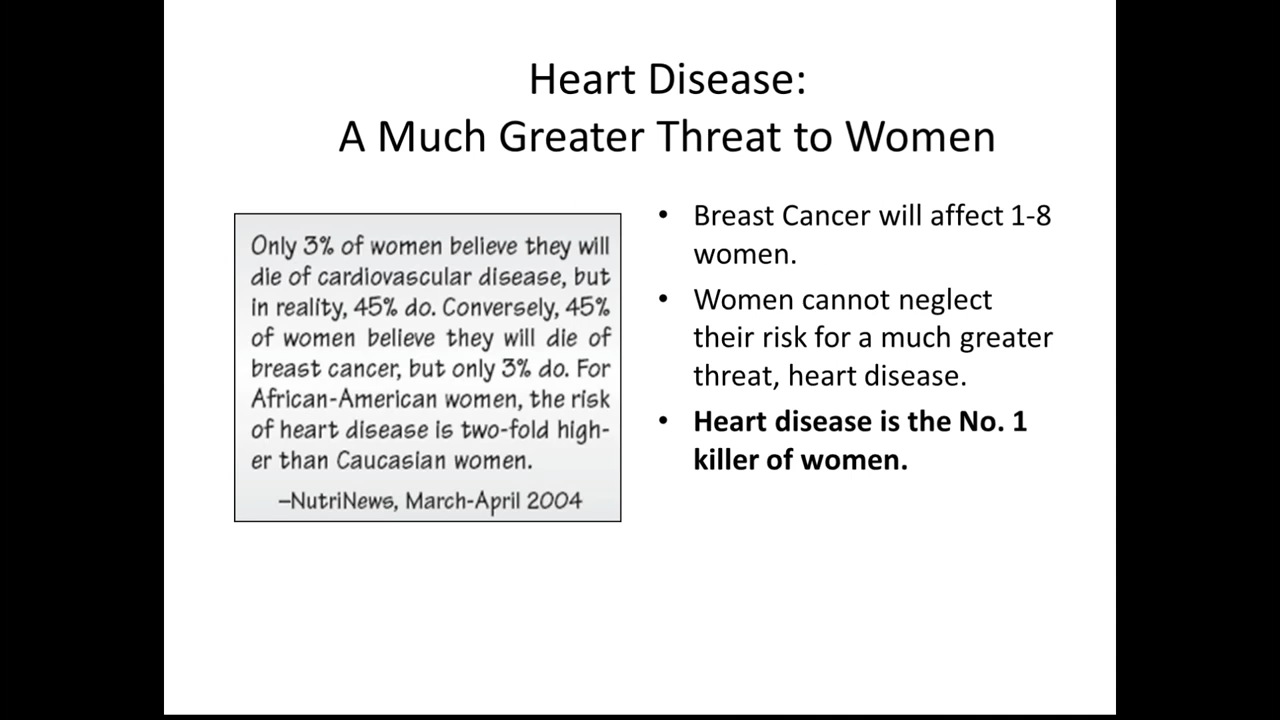 Heart Disease:
A Much Greater Threat to Women
Only 3% of women believe they will
die of cardiovascular disease, but
in reality, 45% do. Conversely, 45%
of women believe they will die of
breast cancer, but only 3% do. For
African-American women, the risk
of heart disease is two-fold high-
er than Caucasian women.
–NutriNews, March-April 2004
• Breast Cancer will affect 1-8
women.
• Women cannot neglect
their risk for a much greater
threat, heart disease.
• Heart disease is the No. 1
killer of women.